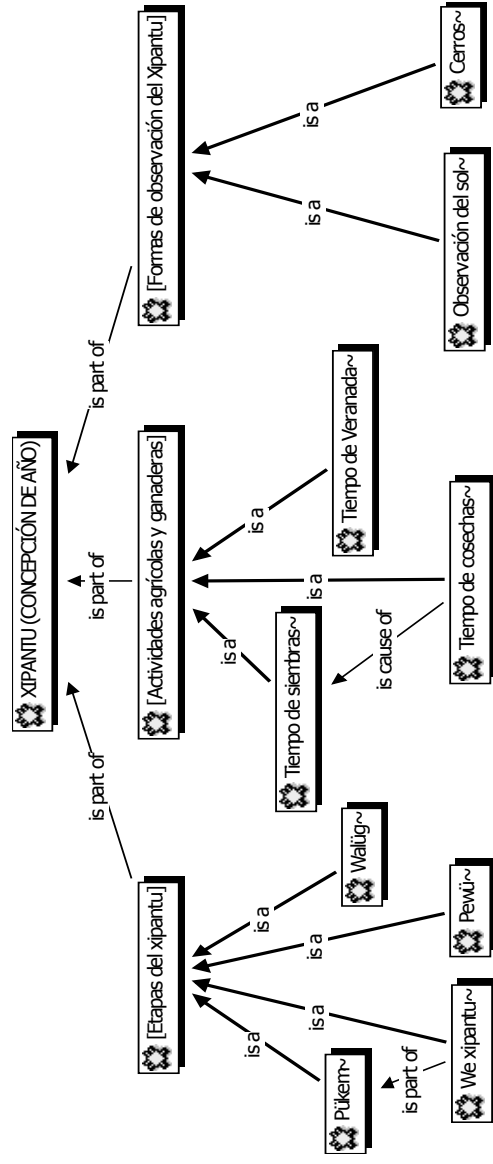 XIPANTU (CONCEPCIÓN DE AÑO)
is part of
is part of
is part of
[Etapas del xipantu]
[Actividades agrícolas y ganaderas]
[Formas de observación del Xipantu]
is a
is a
is a
is a
is a
is a
is a
is a
is a
Pükem~
Walüg~
Tiempo de siembras~
Tiempo de Veranada~
is part of
is cause of
We xipantu~
Pewü~
Tiempo de cosechas~
Observación del sol~
Cerros~